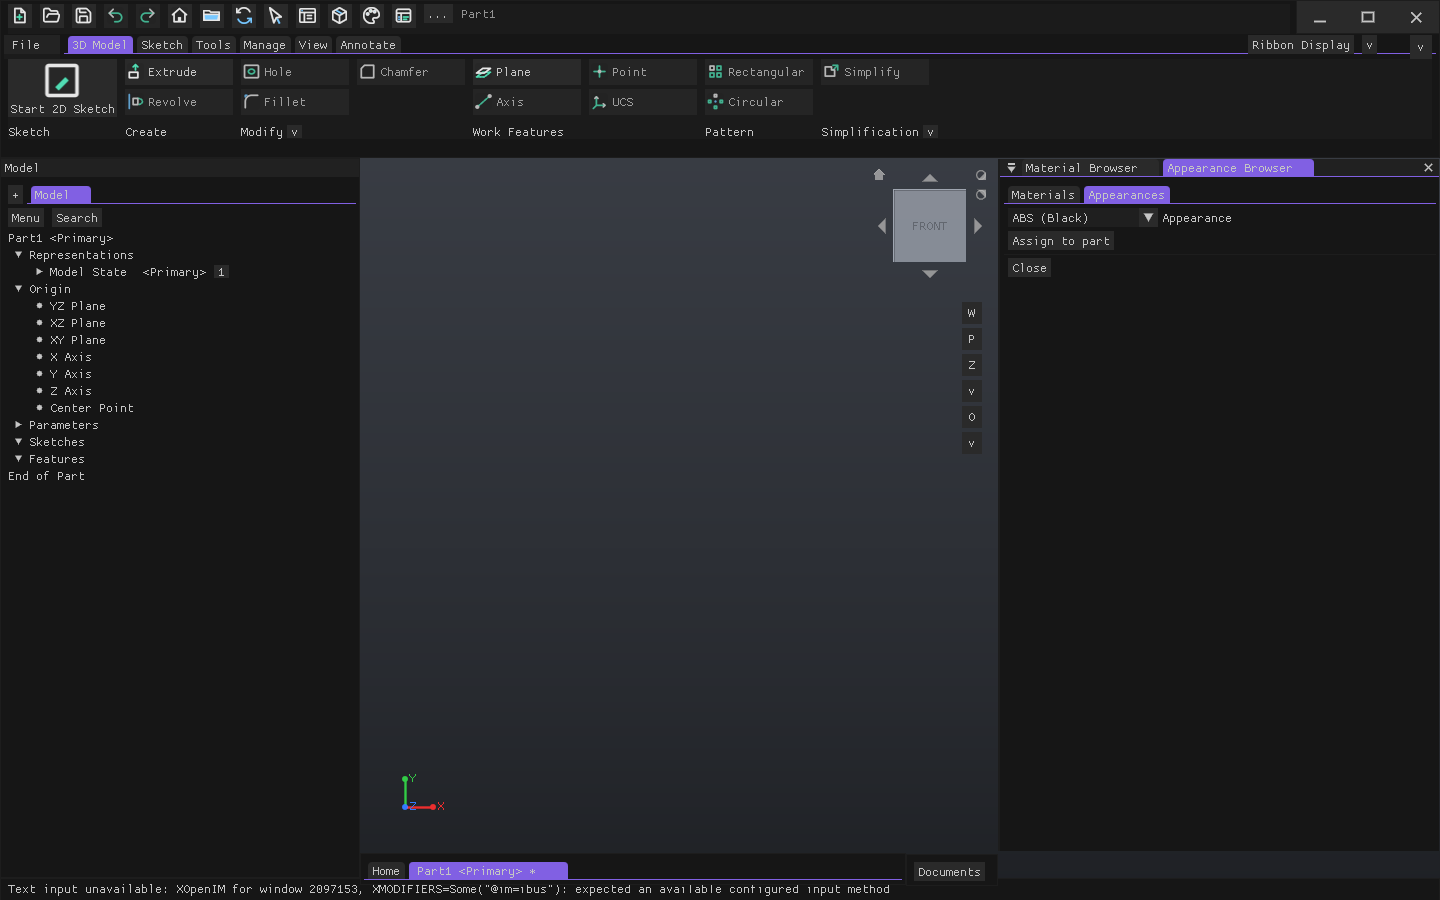 ... Part1
File 3D Model Sketch Tools Manage View Annotate Ribbon Display v v
Start 2D Sketch
Extrude Hole Chamfer Plane Point Rectangular Simplify
Revolve Fillet Axis UCS Circular
Sketch Create Modify v Work Features Pattern Simplification v
Model
+ Model
Menu Search
Part1 <Primary>
Representations
Model State <Primary> 1
Origin
YZ Plane
XZ Plane
XY Plane
X Axis
Y Axis
Z Axis
Center Point
Parameters
Sketches
Features
End of Part
FRONT
W
P
Z
v
O
v
Y
Z X
Material Browser Appearance Browser
Materials Appearances
ABS (Black) Appearance
Assign to part
Close
Home Part1 <Primary> * Documents
Text input unavailable: XOpenIM for window 2097153, XMODIFIERS=Some("@im=ibus"): expected an available configured input method